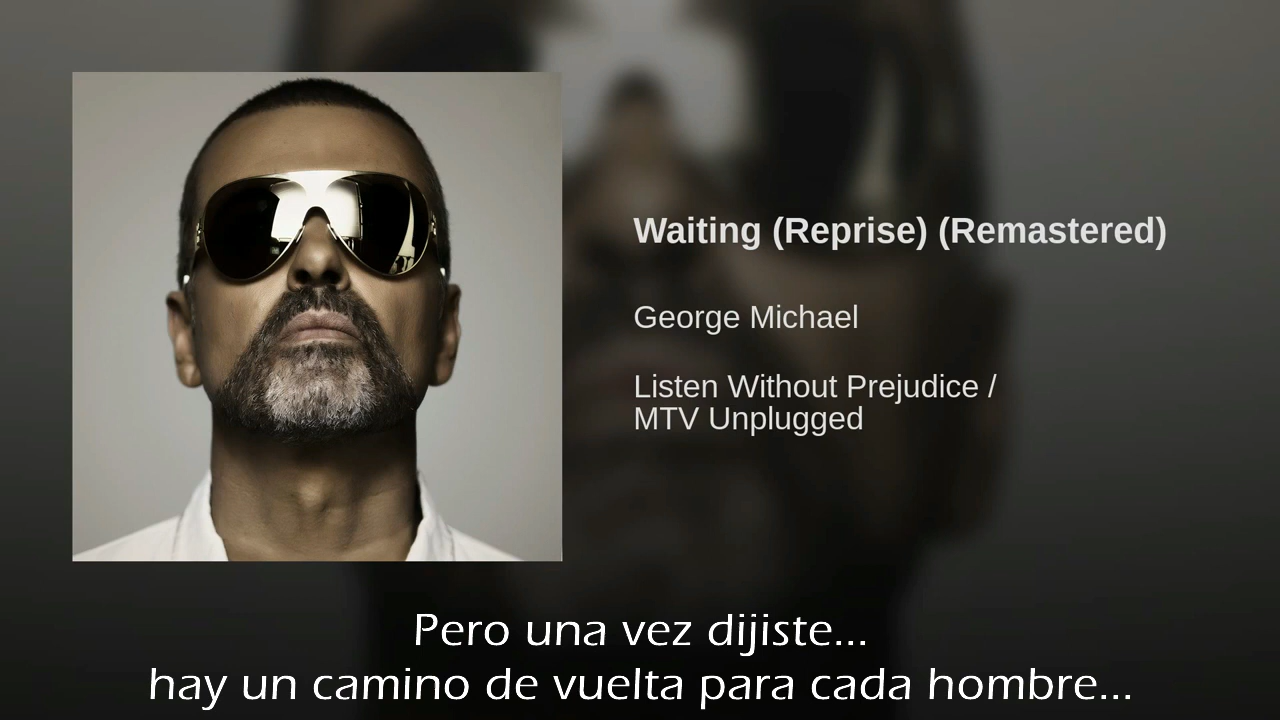 Waiting (Reprise) (Remastered)
George Michael
Listen Without Prejudice /
MTV Unplugged
Pero una vez dijiste...
hay un camino de vuelta para cada hombre...